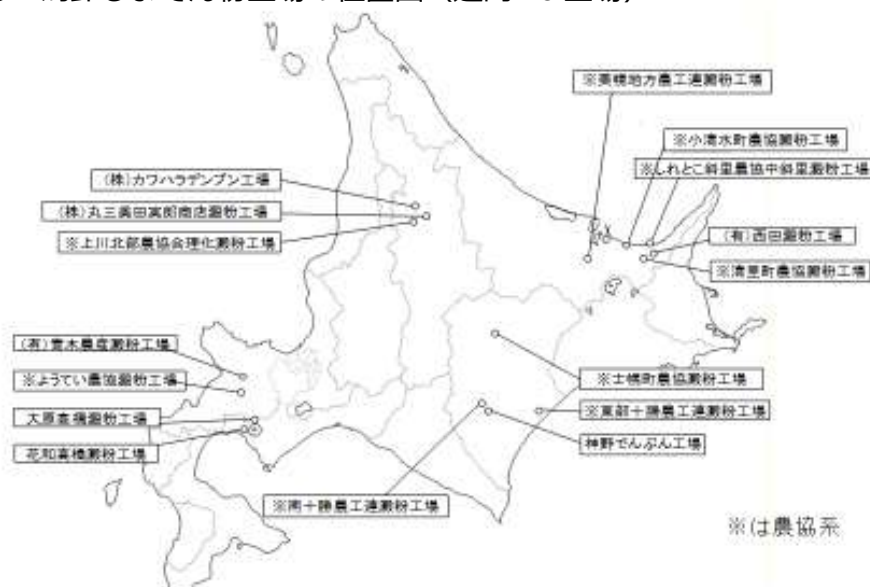 ※美幌地方農工連澱粉工場
※小清水町農協澱粉工場
(株)カワハラデンプン工場
※しれとこ斜里農協中斜里澱粉工場
(株)丸三美田実郎商店澱粉工場
(有)西田澱粉工場
※上川北部農協合理化澱粉工場
※清里町農協澱粉工場
(有)荒木農産澱粉工場
※ようてい農協澱粉工場
※士幌町農協澱粉工場
大原高橋澱粉工場
※東部十勝農工連澱粉工場
花和高橋澱粉工場
神野でんぷん工場
※南十勝農工連澱粉工場
※は農協系